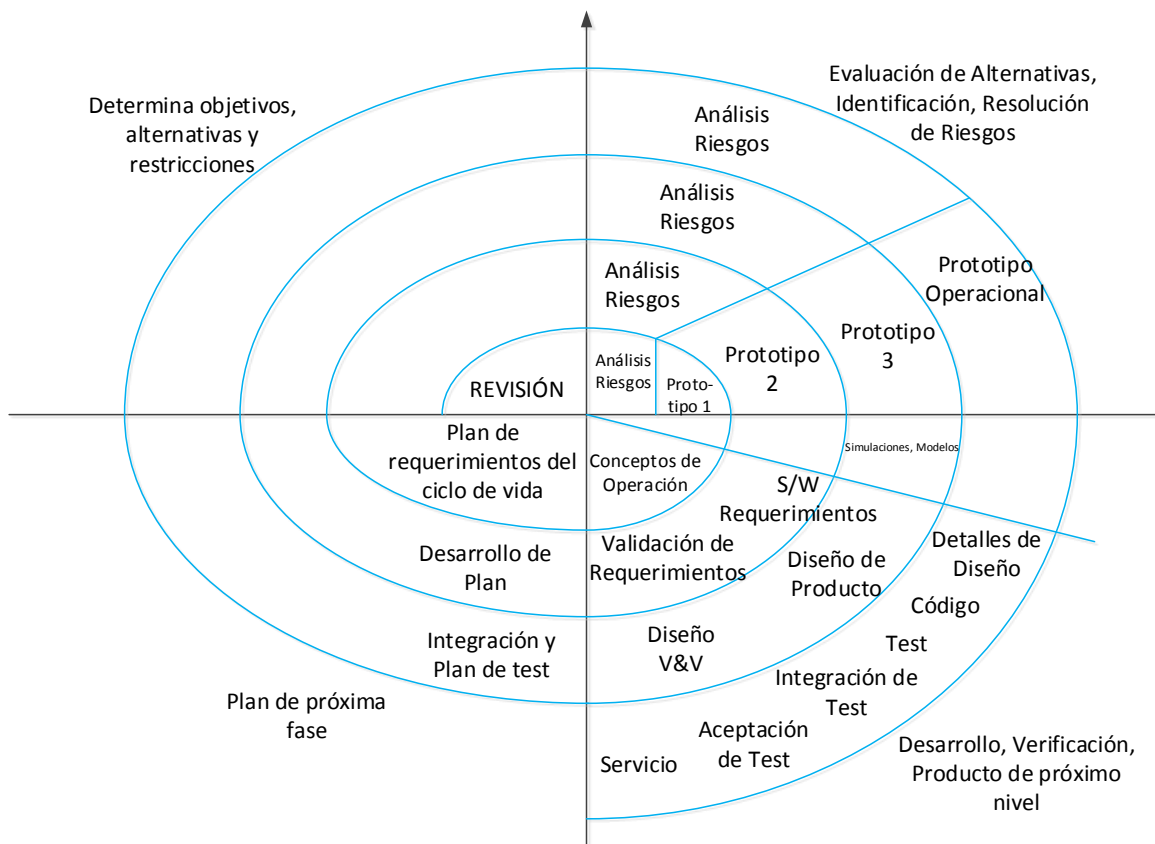 Determina objetivos,
alternativas y
restricciones
Evaluación de Alternativas,
Identificación, Resolución
de Riesgos
Análisis
Riesgos
Análisis
Riesgos
Análisis
Riesgos
Análisis
Riesgos
Prototipo
Operacional
Prototipo
3
Prototipo
2
Proto-
tipo 1
REVISIÓN
Plan de
requerimientos del
ciclo de vida
Conceptos de
Operación
Simulaciones, Modelos
S/W
Requerimientos
Desarrollo de
Plan
Validación de
Requerimientos
Diseño de
Producto
Detalles de
Diseño
Código
Test
Integración y
Plan de test
Diseño
V&V
Integración de
Test
Aceptación
de Test
Servicio
Plan de próxima
fase
Desarrollo, Verificación,
Producto de próximo
nivel